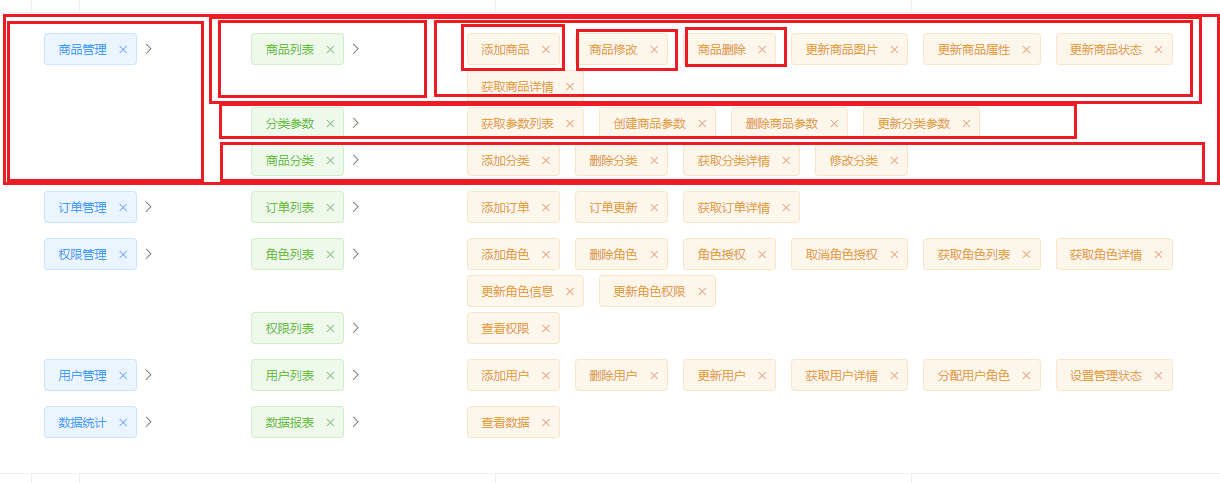 商品管理 商品列表 添加商品 商品修改 商品删除 更新商品图片 更新商品属性 更新商品状态
获取商品详情
分类参数 获取参数列表 创建商品参数 删除商品参数 更新分类参数
商品分类 添加分类 删除分类 获取分类详情 修改分类
订单管理 订单列表 添加订单 订单更新 获取订单详情
权限管理 角色列表 添加角色 删除角色 角色授权 取消角色授权 获取角色列表 获取角色详情
更新角色信息 更新角色权限
权限列表 查看权限
用户管理 用户列表 添加用户 删除用户 更新用户 获取用户详情 分配用户角色 设置管理状态
数据统计 数据报表 查看数据